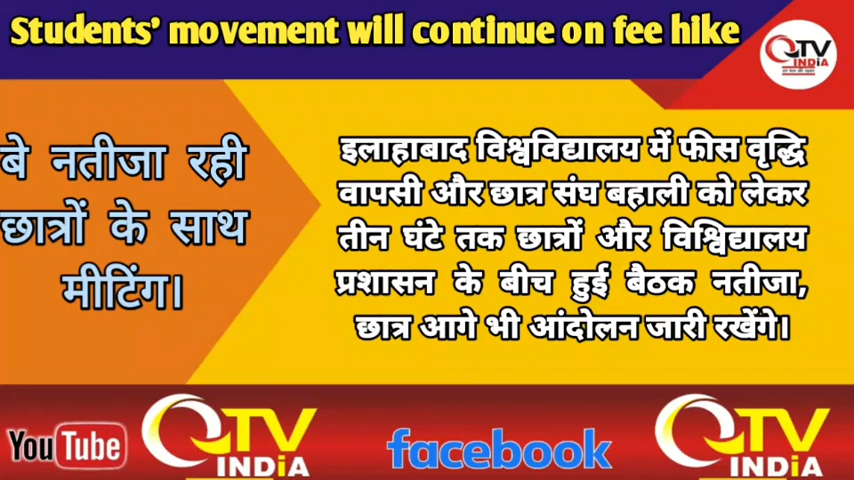 Students' movement will continue on fee hike
QTV
INDiA
बे नतीजा रही
छात्रों के साथ
मीटिंग।
इलाहाबाद विश्वविद्यालय में फीस वृद्धि
वापसी और छात्र संघ बहाली को लेकर
तीन घंटे तक छात्रों और विश्विद्यालय
प्रशासन के बीच हुई बैठक नतीजा,
छात्र आगे भी आंदोलन जारी रखेंगे।
YouTube
QTV
INDiA
facebook
QTV
INDiA